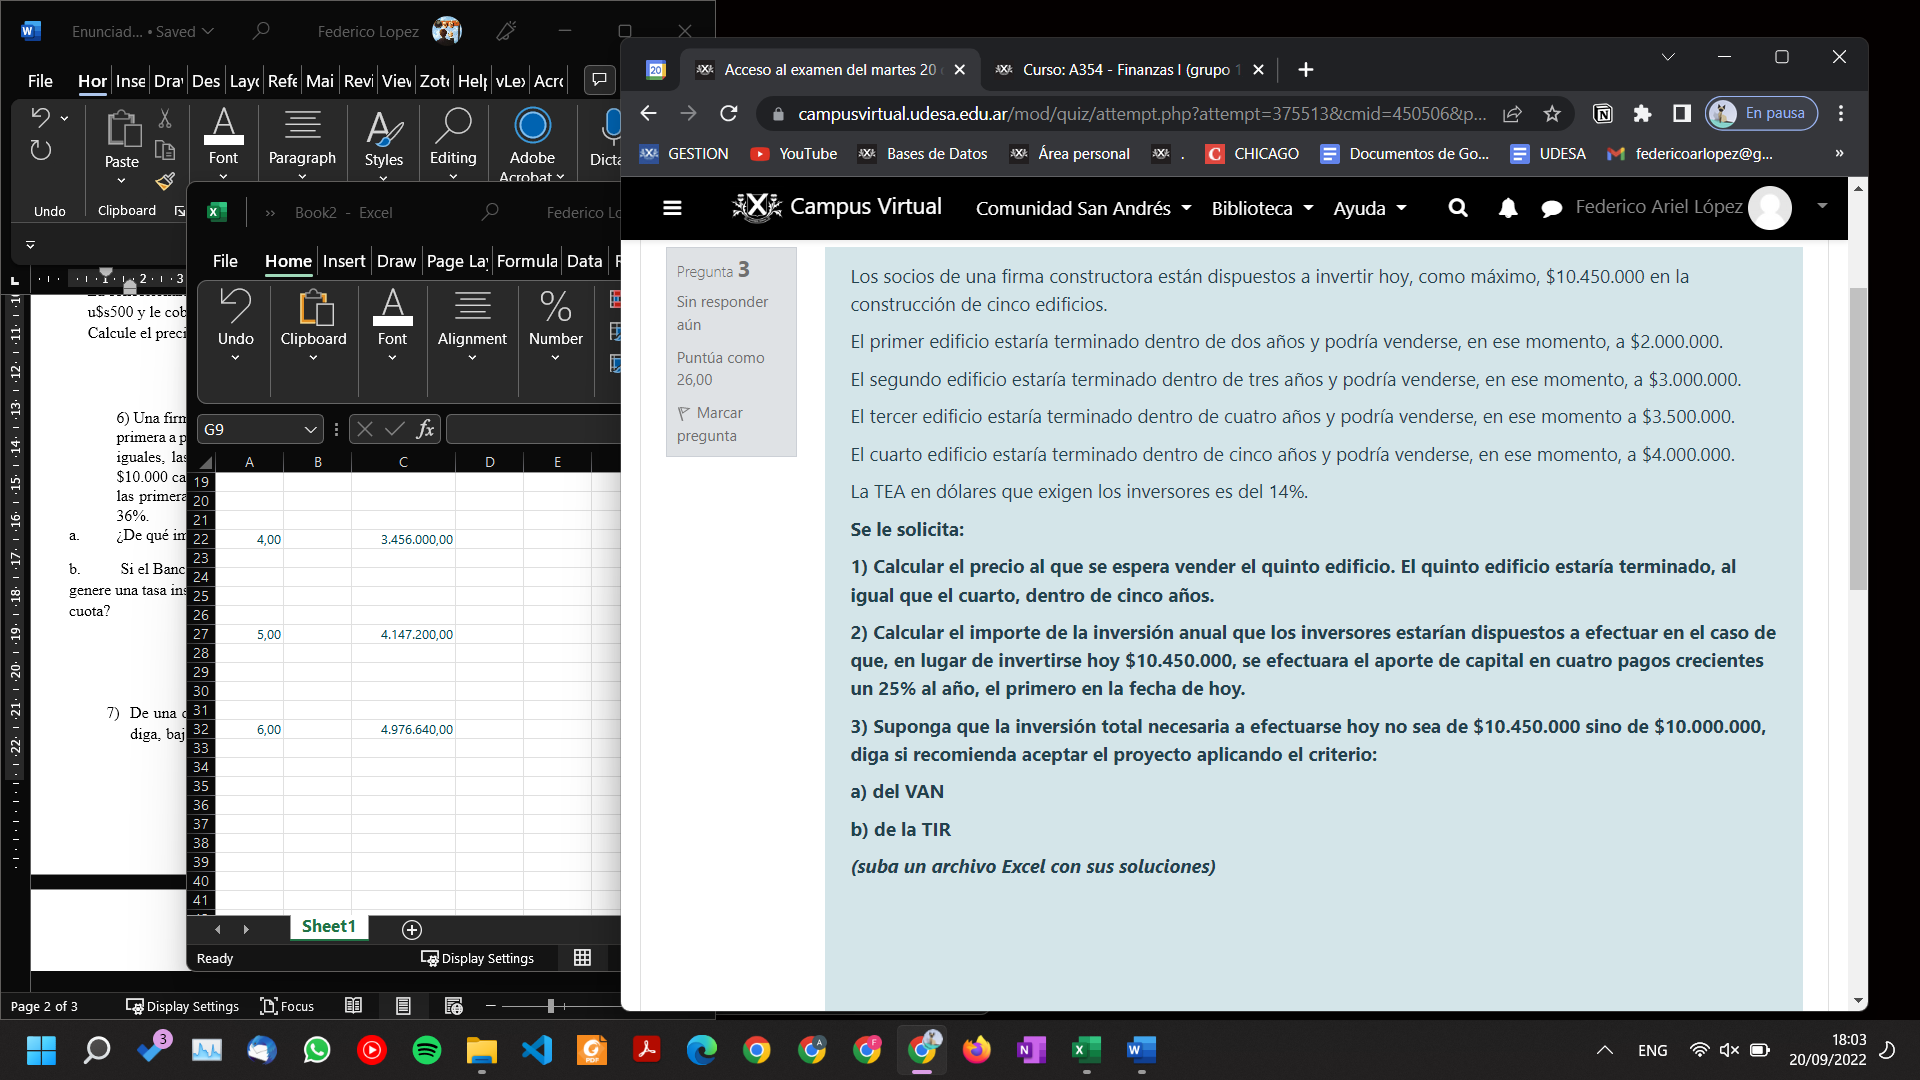 Enunciad... • Saved
Federico Lopez
File
Hor
Inse
Dra
Des
Layo
Refe
Mai
Revi
View
Zote
Help
vLex
Acro
Paste
Font
Paragraph
Styles
Editing
Adobe
Acrobat
Dicta
Undo
Clipboard
1 · 2 · 3
u$s500 y le cob
Calcule el preci
6) Una firm
primera a p
iguales, las
$10.000 ca
las primera
36%.
a. ¿De qué im
b. Si el Banc
genere una tasa ins
cuota?
7) De una c
diga, baj
Page 2 of 3
Display Settings
Focus
Book2 - Excel
Federico Lo
File
Home
Insert
Draw
Page La
Formula
Data
Undo
Clipboard
Font
Alignment
Number
G9
fx
A B C D E
19
20
21
22 4,00 3.456.000,00
23
24
25
26
27 5,00 4.147.200,00
28
29
30
31
32 6,00 4.976.640,00
33
34
35
36
37
38
39
40
41
Sheet1
Ready
Display Settings
20
Acceso al examen del martes 20
Curso: A354 - Finanzas I (grupo 1
campusvirtual.udesa.edu.ar/mod/quiz/attempt.php?attempt=375513&cmid=450506&p...
En pausa
GESTION
YouTube
Bases de Datos
Área personal
.
CHICAGO
Documentos de Go...
UDESA
federicoarlopez@g...
»
Campus Virtual
Comunidad San Andrés
Biblioteca
Ayuda
Federico Ariel López
Pregunta 3
Sin responder
aún
Puntúa como
26,00
Marcar
pregunta
Los socios de una firma constructora están dispuestos a invertir hoy, como máximo, $10.450.000 en la
construcción de cinco edificios.
El primer edificio estaría terminado dentro de dos años y podría venderse, en ese momento, a $2.000.000.
El segundo edificio estaría terminado dentro de tres años y podría venderse, en ese momento, a $3.000.000.
El tercer edificio estaría terminado dentro de cuatro años y podría venderse, en ese momento a $3.500.000.
El cuarto edificio estaría terminado dentro de cinco años y podría venderse, en ese momento, a $4.000.000.
La TEA en dólares que exigen los inversores es del 14%.
Se le solicita:
1) Calcular el precio al que se espera vender el quinto edificio. El quinto edificio estaría terminado, al
igual que el cuarto, dentro de cinco años.
2) Calcular el importe de la inversión anual que los inversores estarían dispuestos a efectuar en el caso de
que, en lugar de invertirse hoy $10.450.000, se efectuara el aporte de capital en cuatro pagos crecientes
un 25% al año, el primero en la fecha de hoy.
3) Suponga que la inversión total necesaria a efectuarse hoy no sea de $10.450.000 sino de $10.000.000,
diga si recomienda aceptar el proyecto aplicando el criterio:
a) del VAN
b) de la TIR
(suba un archivo Excel con sus soluciones)
3
ENG
18:03
20/09/2022